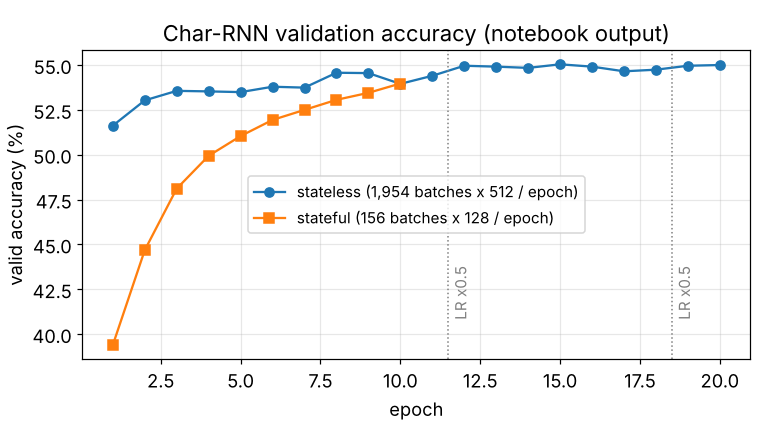 Char-RNN validation accuracy (notebook output)
valid accuracy (%)
55.0
52.5
50.0
47.5
45.0
42.5
40.0
stateless (1,954 batches x 512 / epoch)
stateful (156 batches x 128 / epoch)
LR x0.5
LR x0.5
2.5 5.0 7.5 10.0 12.5 15.0 17.5 20.0
epoch